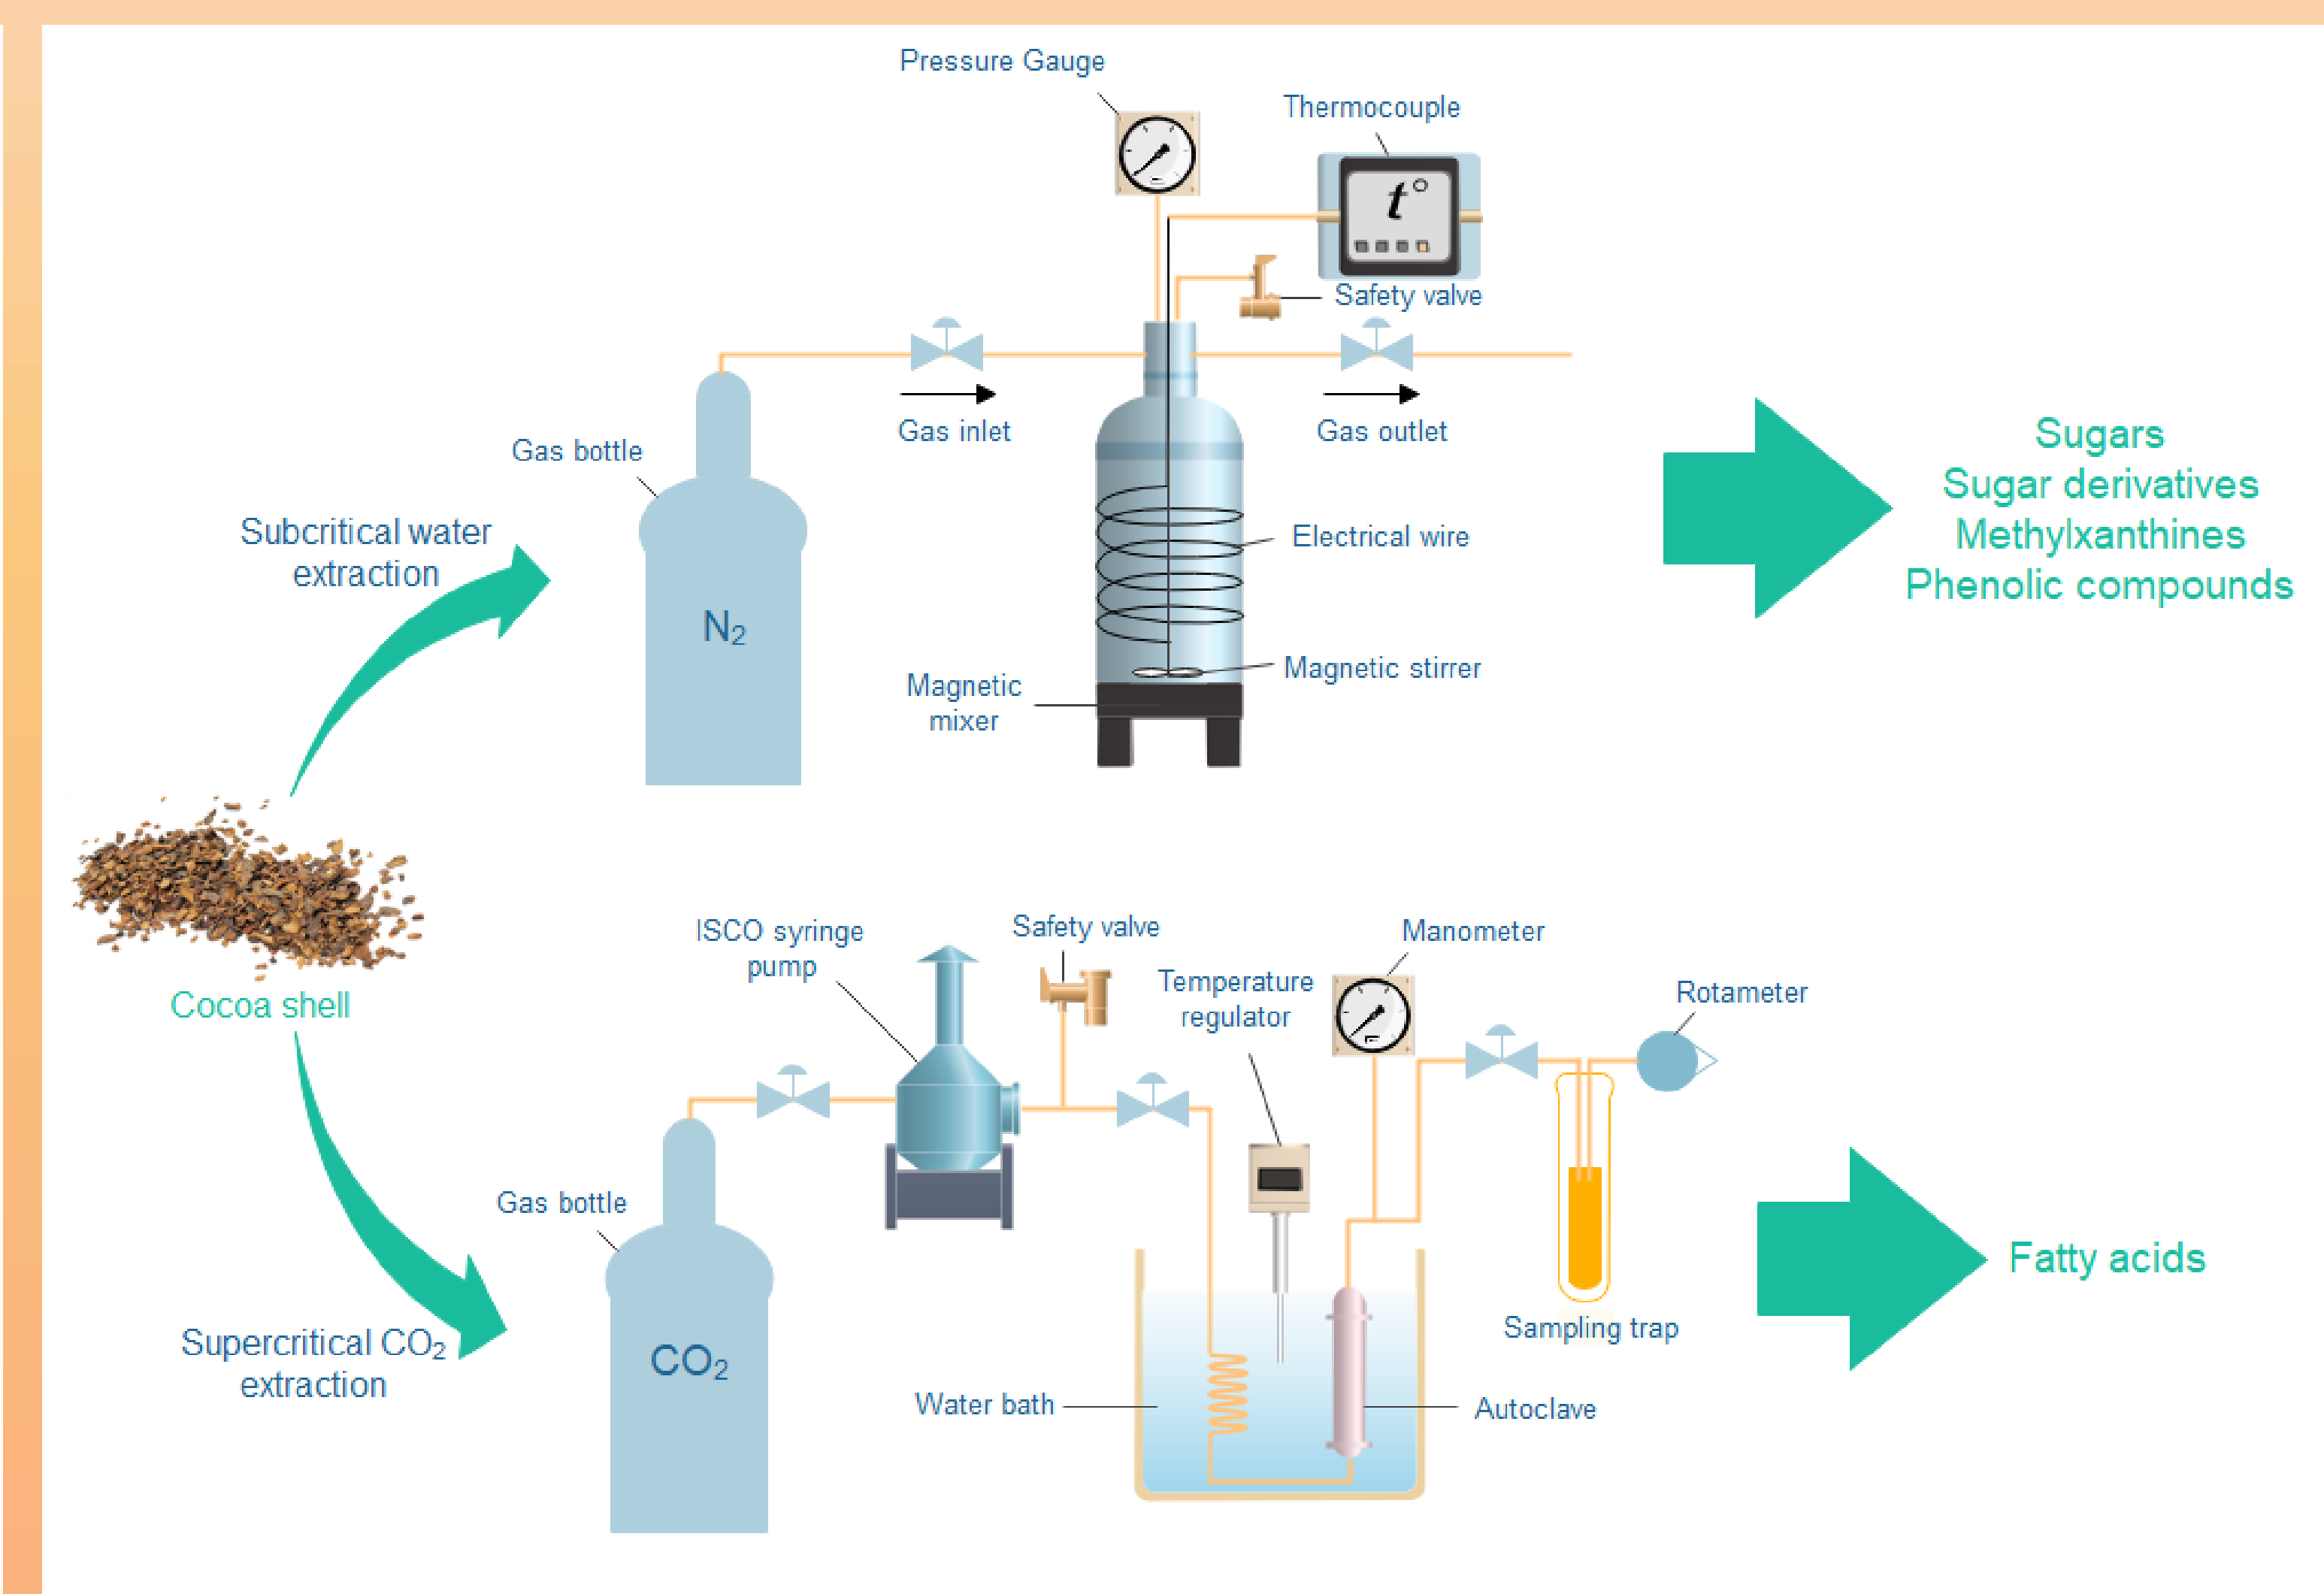 Pressure Gauge
Thermocouple
t°
Safety valve
Gas inlet
Gas outlet
Gas bottle
Subcritical water
extraction
N₂
Electrical wire
Magnetic stirrer
Magnetic
mixer
Sugars
Sugar derivatives
Methylxanthines
Phenolic compounds
Cocoa shell
ISCO syringe
pump
Safety valve
Temperature
regulator
Manometer
Rotameter
Gas bottle
Supercritical CO₂
extraction
CO₂
Water bath
Autoclave
Sampling trap
Fatty acids